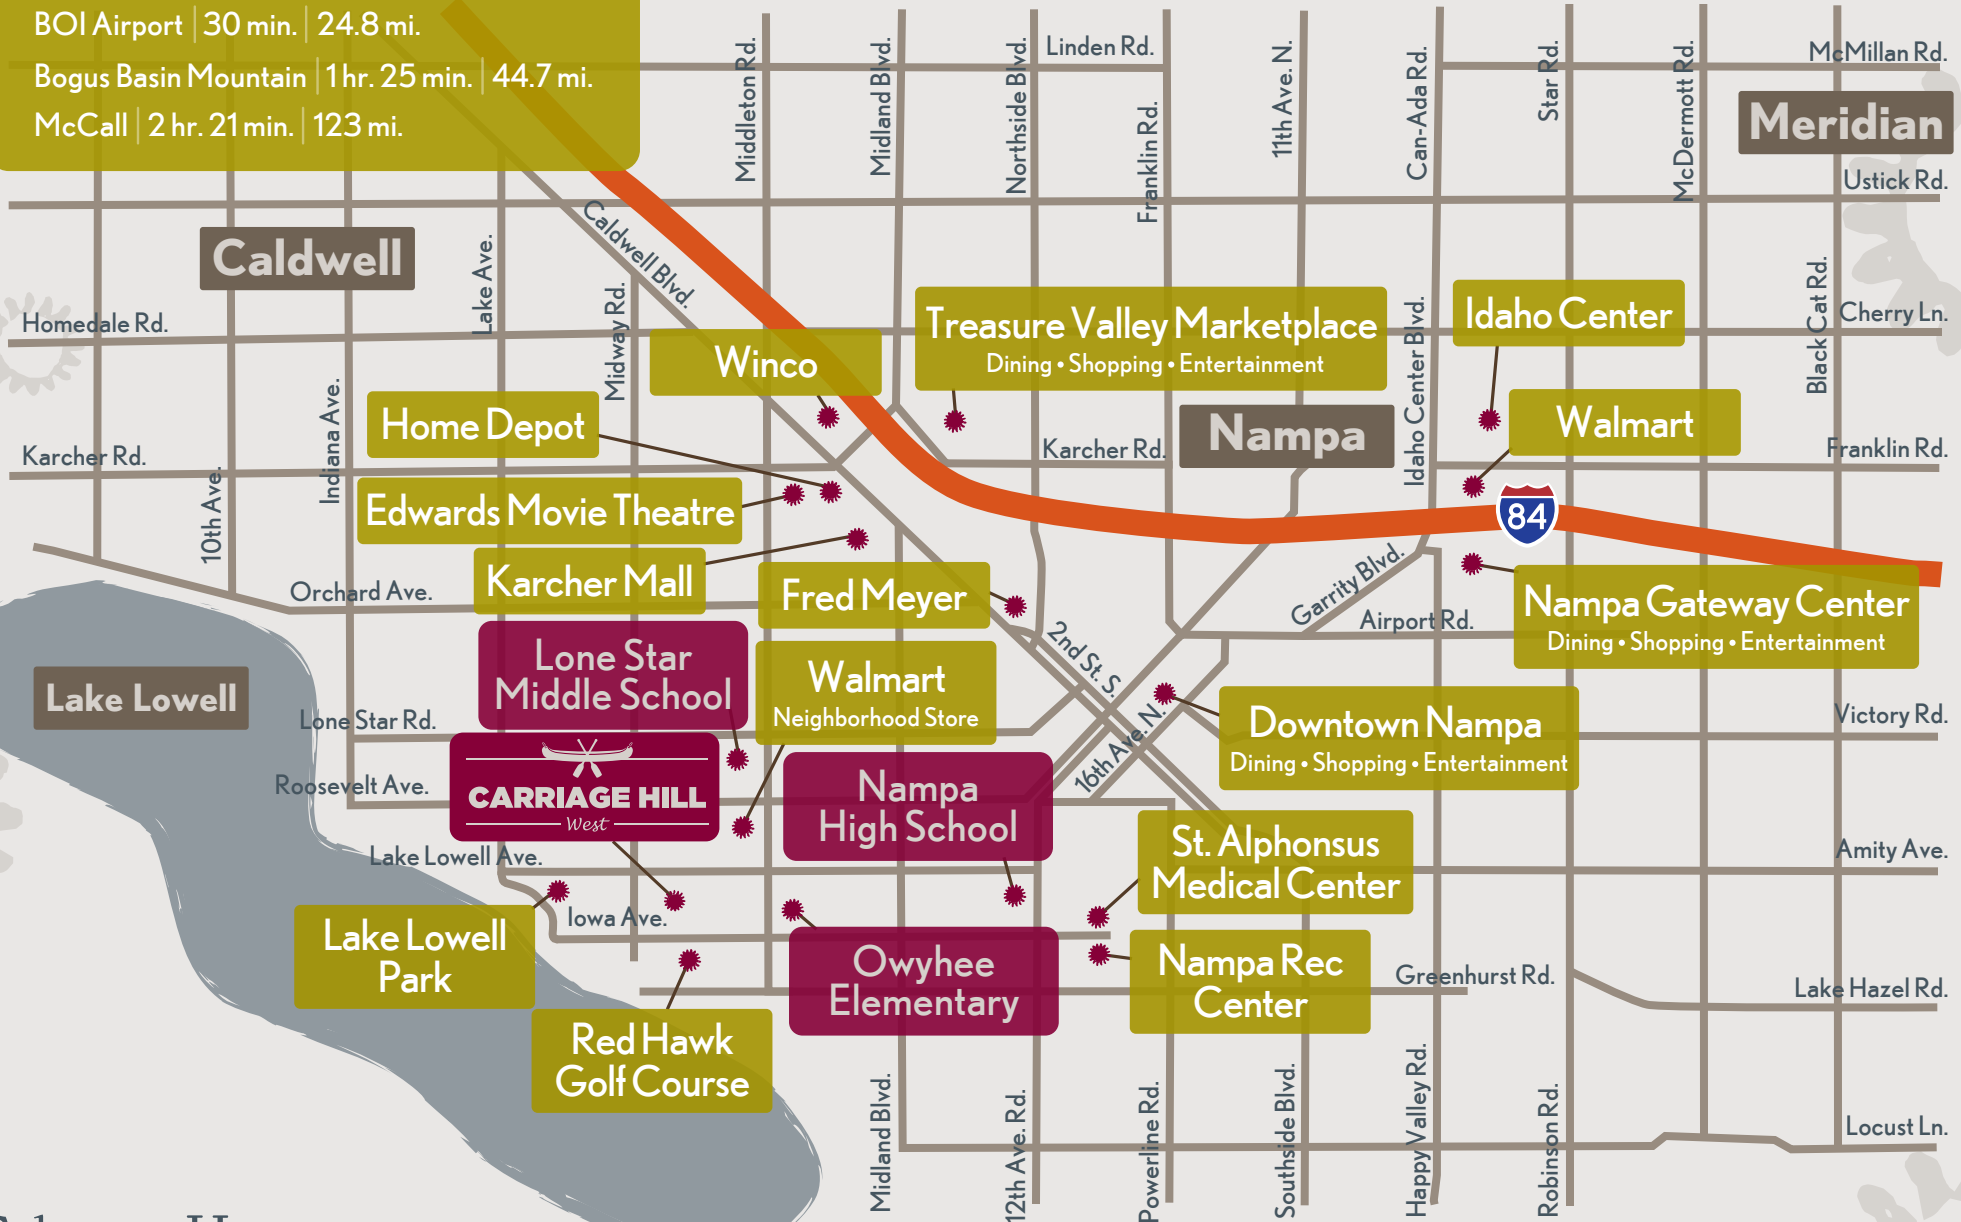 BOI Airport | 30 min. | 24.8 mi.
Bogus Basin Mountain | 1 hr. 25 min. | 44.7 mi.
McCall | 2 hr. 21 min. | 123 mi.
Middleton Rd.
Midland Blvd.
Northside Blvd.
Linden Rd.
Franklin Rd.
11th Ave. N.
Can-Ada Rd.
Star Rd.
McDermott Rd.
McMillan Rd.
Meridian
Ustick Rd.
Caldwell
Lake Ave.
Caldwell Blvd.
Homedale Rd.
Midway Rd.
Winco
Treasure Valley Marketplace
Dining • Shopping • Entertainment
Idaho Center Blvd.
Idaho Center
Black Cat Rd.
Cherry Ln.
Indiana Ave.
Home Depot
Walmart
Nampa
Karcher Rd.
Karcher Rd.
Franklin Rd.
10th Ave.
Edwards Movie Theatre
84
Karcher Mall
Orchard Ave.
Fred Meyer
Garrity Blvd.
Airport Rd.
Nampa Gateway Center
Dining • Shopping • Entertainment
Lone Star
Middle School
2nd St. S.
Walmart
Neighborhood Store
Lake Lowell
Lone Star Rd.
16th Ave. N.
Downtown Nampa
Dining • Shopping • Entertainment
Victory Rd.
Roosevelt Ave.
CARRIAGE HILL
West
Nampa
High School
St. Alphonsus
Medical Center
Lake Lowell Ave.
Amity Ave.
Iowa Ave.
Lake Lowell
Park
Owyhee
Elementary
Nampa Rec
Center
Greenhurst Rd.
Lake Hazel Rd.
Red Hawk
Golf Course
Midland Blvd.
12th Ave. Rd.
Powerline Rd.
Southside Blvd.
Happy Valley Rd.
Robinson Rd.
Locust Ln.